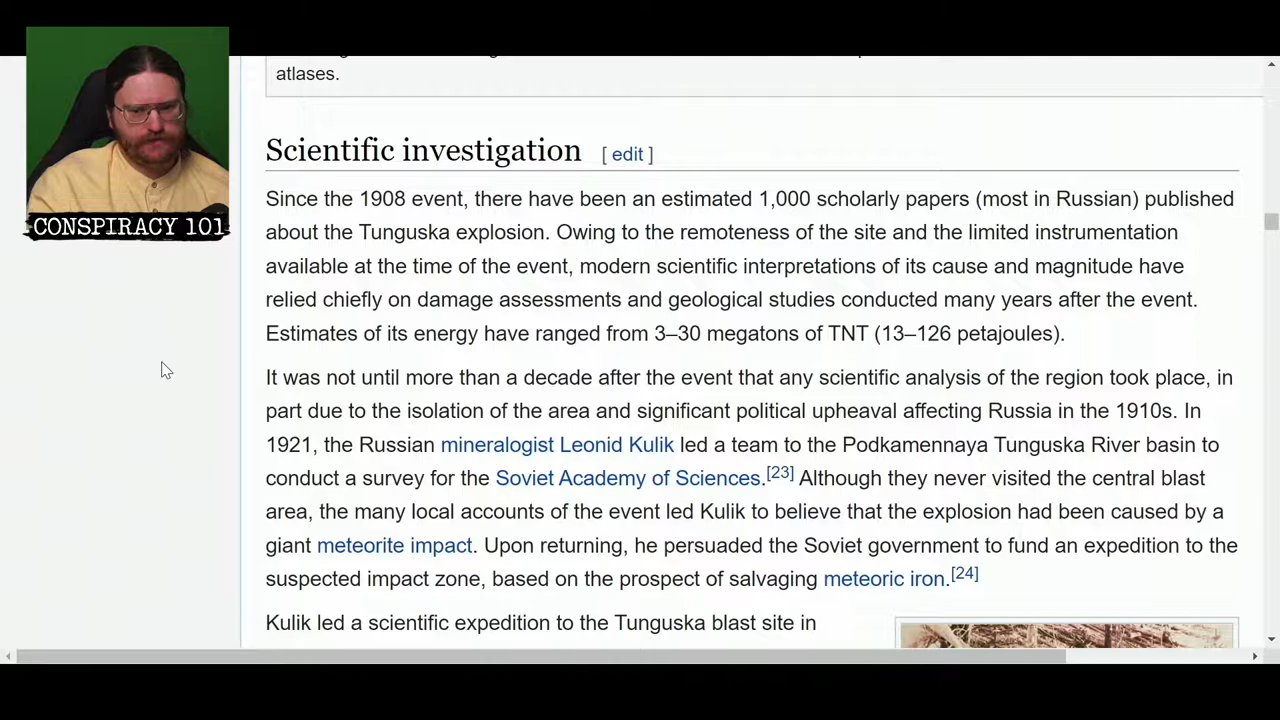 atlases.
CONSPIRACY 101
Scientific investigation [ edit ]
Since the 1908 event, there have been an estimated 1,000 scholarly papers (most in Russian) published
about the Tunguska explosion. Owing to the remoteness of the site and the limited instrumentation
available at the time of the event, modern scientific interpretations of its cause and magnitude have
relied chiefly on damage assessments and geological studies conducted many years after the event.
Estimates of its energy have ranged from 3–30 megatons of TNT (13–126 petajoules).
It was not until more than a decade after the event that any scientific analysis of the region took place, in
part due to the isolation of the area and significant political upheaval affecting Russia in the 1910s. In
1921, the Russian mineralogist Leonid Kulik led a team to the Podkamennaya Tunguska River basin to
conduct a survey for the Soviet Academy of Sciences.[23] Although they never visited the central blast
area, the many local accounts of the event led Kulik to believe that the explosion had been caused by a
giant meteorite impact. Upon returning, he persuaded the Soviet government to fund an expedition to the
suspected impact zone, based on the prospect of salvaging meteoric iron.[24]
Kulik led a scientific expedition to the Tunguska blast site in